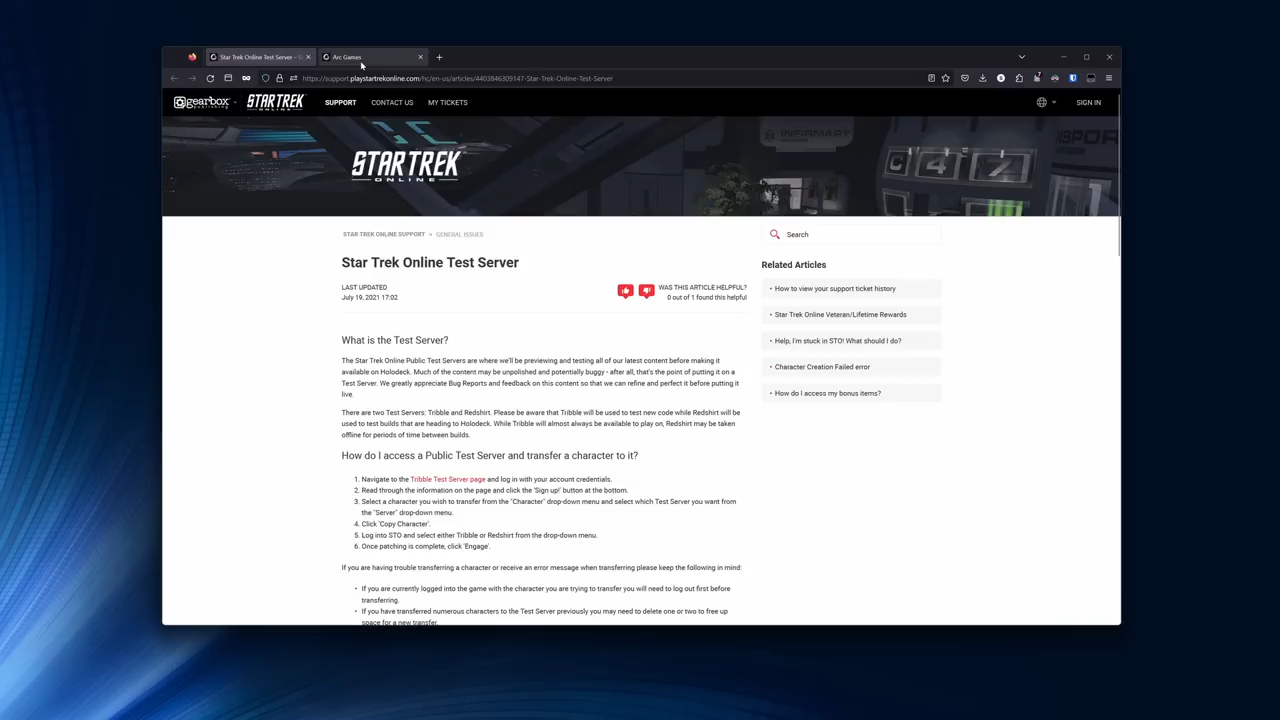 Star Trek Online Test Server –
Arc Games
https://support.playstartrekonline.com/hc/en-us/articles/4403846309147-Star-Trek-Online-Test-Server
gearbox
STAR TREK
SUPPORT
CONTACT US
MY TICKETS
SIGN IN
INFIRMARY
C 4 7
STAR TREK
ONLINE
STAR TREK ONLINE SUPPORT > GENERAL ISSUES
Search
Star Trek Online Test Server
LAST UPDATED
July 19, 2021 17:02
WAS THIS ARTICLE HELPFUL?
0 out of 1 found this helpful
Related Articles
• How to view your support ticket history
• Star Trek Online Veteran/Lifetime Rewards
• Help, I'm stuck in STO! What should I do?
• Character Creation Failed error
• How do I access my bonus items?
What is the Test Server?
The Star Trek Online Public Test Servers are where we'll be previewing and testing all of our latest content before making it
available on Holodeck. Much of the content may be unpolished and potentially buggy - after all, that's the point of putting it on a
Test Server. We greatly appreciate Bug Reports and feedback on this content so that we can refine and perfect it before putting it
live.
There are two Test Servers: Tribble and Redshirt. Please be aware that Tribble will be used to test new code while Redshirt will be
used to test builds that are heading to Holodeck. While Tribble will almost always be available to play on, Redshirt may be taken
offline for periods of time between builds.
How do I access a Public Test Server and transfer a character to it?
1. Navigate to the Tribble Test Server page and log in with your account credentials.
2. Read through the information on the page and click the 'Sign up!' button at the bottom.
3. Select a character you wish to transfer from the "Character" drop-down menu and select which Test Server you want from
the "Server" drop-down menu.
4. Click 'Copy Character'.
5. Log into STO and select either Tribble or Redshirt from the drop-down menu.
6. Once patching is complete, click 'Engage'.
If you are having trouble transferring a character or receive an error message when transferring please keep the following in mind:
• If you are currently logged into the game with the character you are trying to transfer you will need to log out first before
transferring.
• If you have transferred numerous characters to the Test Server previously you may need to delete one or two to free up
space for a new transfer.